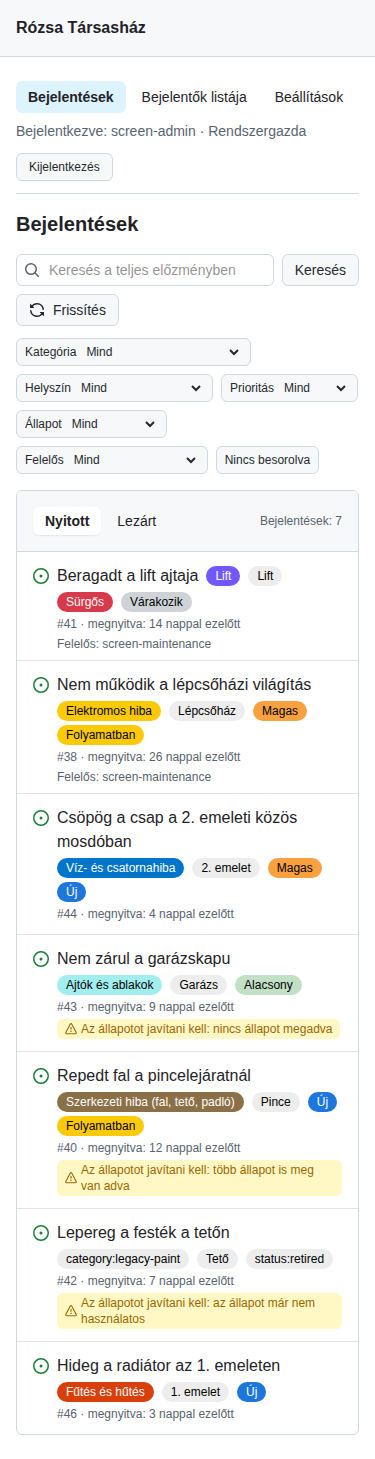 Rózsa Társasház
Bejelentések Bejelentők listája Beállítások
Bejelentkezve: screen-admin · Rendszergazda
Kijelentkezés
Bejelentések
Keresés a teljes előzményben Keresés
Frissítés
Kategória Mind
Helyszín Mind Prioritás Mind
Állapot Mind
Felelős Mind Nincs besorolva
Nyitott Lezárt Bejelentések: 7
Beragadt a lift ajtaja Lift Lift
Sürgős Várakozik
#41 · megnyitva: 14 nappal ezelőtt
Felelős: screen-maintenance
Nem működik a lépcsőházi világítás
Elektromos hiba Lépcsőház Magas
Folyamatban
#38 · megnyitva: 26 nappal ezelőtt
Felelős: screen-maintenance
Csöpög a csap a 2. emeleti közös
mosdóban
Víz- és csatornahiba 2. emelet Magas
Új
#44 · megnyitva: 4 nappal ezelőtt
Nem zárul a garázskapu
Ajtók és ablakok Garázs Alacsony
#43 · megnyitva: 9 nappal ezelőtt
Az állapotot javítani kell: nincs állapot megadva
Repedt fal a pincelejáratnál
Szerkezeti hiba (fal, tető, padló) Pince Új
Folyamatban
#40 · megnyitva: 12 nappal ezelőtt
Az állapotot javítani kell: több állapot is meg
van adva
Lepereg a festék a tetőn
category:legacy-paint Tető status:retired
#42 · megnyitva: 7 nappal ezelőtt
Az állapotot javítani kell: az állapot már nem
használatos
Hideg a radiátor az 1. emeleten
Fűtés és hűtés 1. emelet Új
#46 · megnyitva: 3 nappal ezelőtt